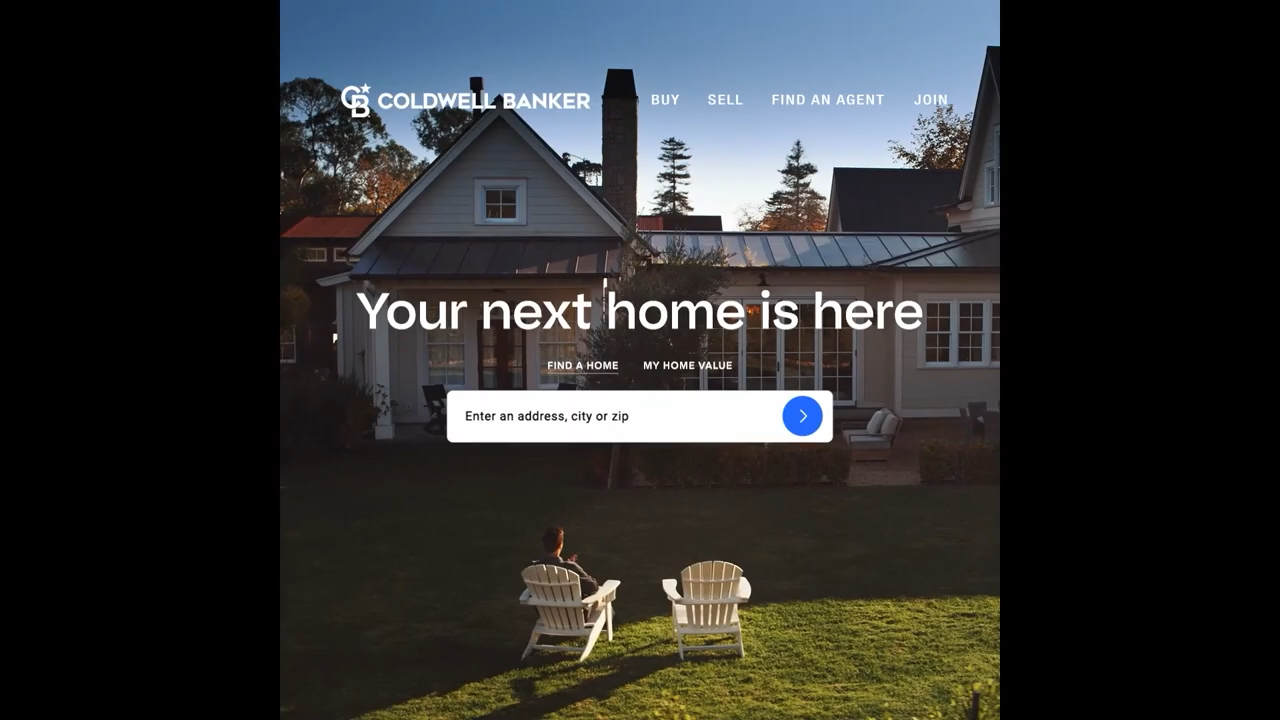 COLDWELL BANKER BUY SELL FIND AN AGENT JOIN
Your next home is here
FIND A HOME MY HOME VALUE
Enter an address, city or zip